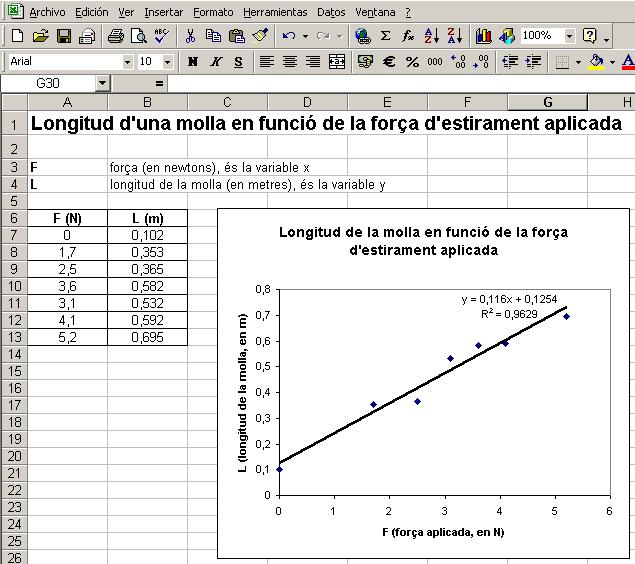 Archivo Edición Ver Insertar Formato Herramientas Datos Ventana ?
100%
Arial 10 N K S € % 000
G30 =
A B C D E F G H
1 Longitud d'una molla en funció de la força d'estirament aplicada
2
3 F força (en newtons), és la variable x
4 L longitud de la molla (en metres), és la variable y
5
6 F (N) L (m)
7 0 0,102
8 1,7 0,353
9 2,5 0,365
10 3,6 0,582
11 3,1 0,532
12 4,1 0,592
13 5,2 0,695
14
15
16
17
18
19
20
21
22
23
24
25
26
Longitud de la molla en funció de la força
d'estirament aplicada
y = 0,116x + 0,1254
R² = 0,9629
L (longitud de la molla, en m)
0,8
0,7
0,6
0,5
0,4
0,3
0,2
0,1
0
0 1 2 3 4 5 6
F (força aplicada, en N)